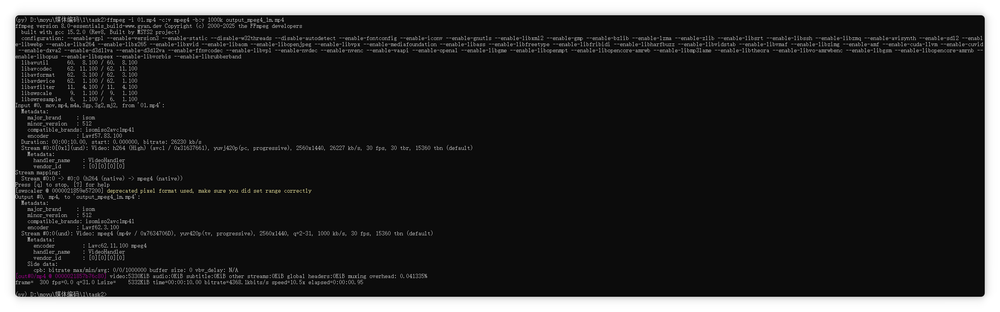 (py) D:\moyu\媒体编码\1\task2>ffmpeg -i 01.mp4 -c:v mpeg4 -b:v 1000k output_mpeg4_1m.mp4
ffmpeg version 8.0-essentials_build-www.gyan.dev Copyright (c) 2000-2025 the FFmpeg developers
  built with gcc 15.2.0 (Rev8, Built by MSYS2 project)
  configuration: --enable-gpl --enable-version3 --enable-static --disable-w32threads --disable-autodetect --enable-fontconfig --enable-iconv --enable-gnutls --enable-libxml2 --enable-gmp --enable-bzlib --enable-lzma --enable-zlib --enable-libsrt --enable-libssh --enable-libzmq --enable-avisynth --enable-sdl2 --enabl
e-libwebp --enable-libx264 --enable-libx265 --enable-libxvid --enable-libaom --enable-libopenjpeg --enable-libvpx --enable-mediafoundation --enable-libass --enable-libfreetype --enable-libfribidi --enable-libharfbuzz --enable-libvidstab --enable-libvmaf --enable-libzimg --enable-amf --enable-cuda-llvm --enable-cuvid
 --enable-dxva2 --enable-d3d11va --enable-d3d12va --enable-ffnvcodec --enable-libvpl --enable-nvdec --enable-nvenc --enable-vaapi --enable-openal --enable-libgme --enable-libopenmpt --enable-libopencore-amrwb --enable-libmp3lame --enable-libtheora --enable-libvo-amrwbenc --enable-libgsm --enable-libopencore-amrnb --
enable-libopus --enable-libspeex --enable-libvorbis --enable-librubberband
  libavutil      60.  8.100 / 60.  8.100
  libavcodec     62. 11.100 / 62. 11.100
  libavformat    62.  3.100 / 62.  3.100
  libavdevice    62.  1.100 / 62.  1.100
  libavfilter    11.  4.100 / 11.  4.100
  libswscale      9.  1.100 /  9.  1.100
  libswresample   6.  1.100 /  6.  1.100
Input #0, mov,mp4,m4a,3gp,3g2,mj2, from '01.mp4':
  Metadata:
    major_brand     : isom
    minor_version   : 512
    compatible_brands: isomiso2avc1mp41
    encoder         : Lavf57.83.100
  Duration: 00:00:10.00, start: 0.000000, bitrate: 26230 kb/s
  Stream #0:0[0x1](und): Video: h264 (High) (avc1 / 0x31637661), yuvj420p(pc, progressive), 2560x1440, 26227 kb/s, 30 fps, 30 tbr, 15360 tbn (default)
    Metadata:
      handler_name    : VideoHandler
      vendor_id       : [0][0][0][0]
Stream mapping:
  Stream #0:0 -> #0:0 (h264 (native) -> mpeg4 (native))
Press [q] to stop, [?] for help
[swscaler @ 0000021859e57200] deprecated pixel format used, make sure you did set range correctly
Output #0, mp4, to 'output_mpeg4_1m.mp4':
  Metadata:
    major_brand     : isom
    minor_version   : 512
    compatible_brands: isomiso2avc1mp41
    encoder         : Lavf62.3.100
  Stream #0:0(und): Video: mpeg4 (mp4v / 0x7634706D), yuv420p(tv, progressive), 2560x1440, q=2-31, 1000 kb/s, 30 fps, 15360 tbn (default)
    Metadata:
      encoder         : Lavc62.11.100 mpeg4
      handler_name    : VideoHandler
      vendor_id       : [0][0][0][0]
    Side data:
      cpb: bitrate max/min/avg: 0/0/1000000 buffer size: 0 vbv_delay: N/A
[out#0/mp4 @ 0000021857b76c80] video:5330KiB audio:0KiB subtitle:0KiB other streams:0KiB global headers:0KiB muxing overhead: 0.041335%
frame=  300 fps=0.0 q=31.0 Lsize=    5332KiB time=00:00:10.00 bitrate=4368.1kbits/s speed=10.5x elapsed=0:00:00.95
(py) D:\moyu\媒体编码\1\task2>